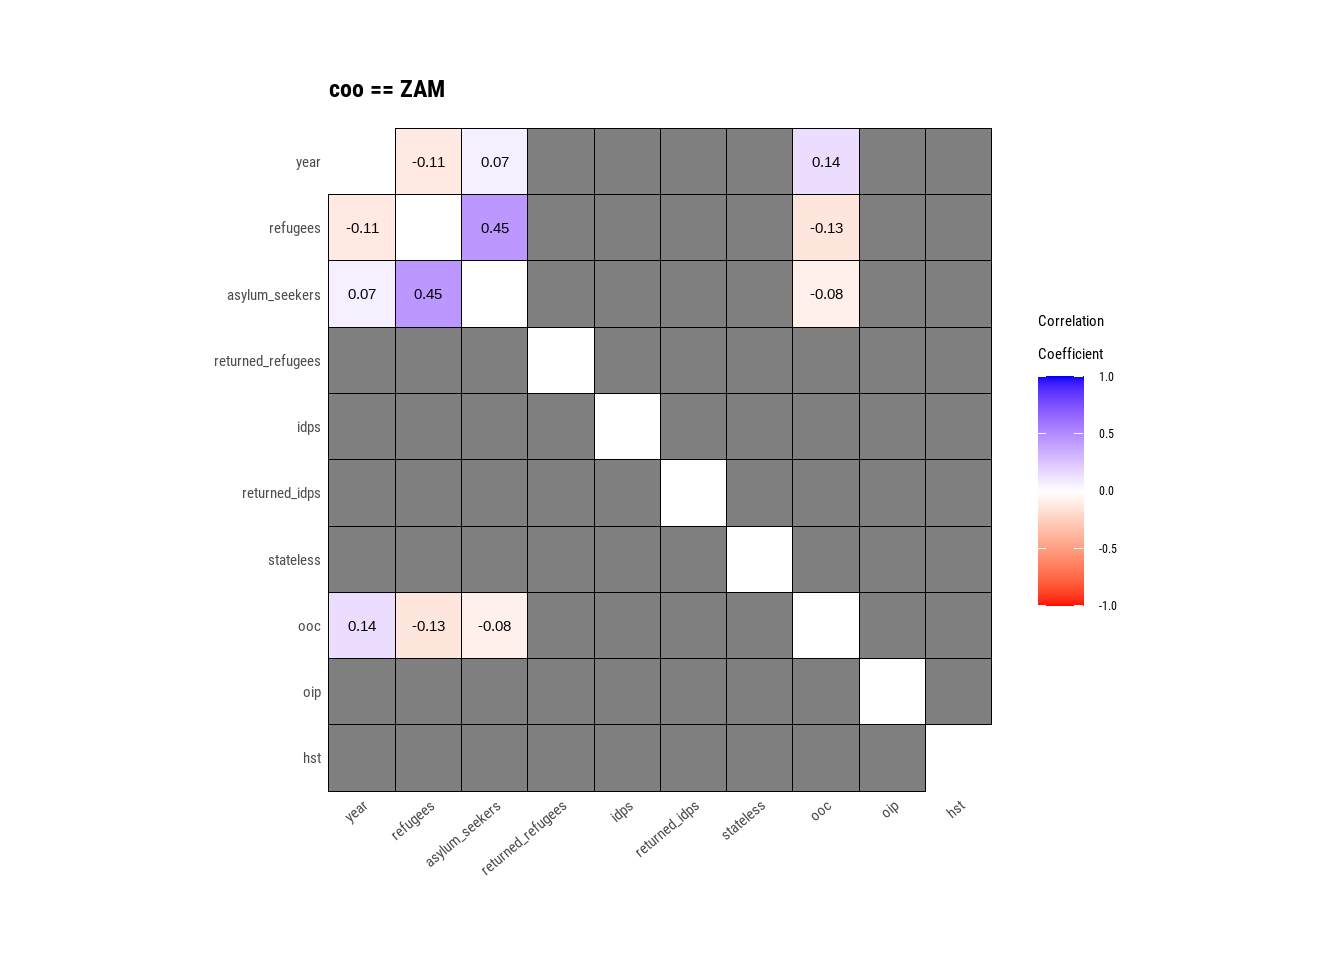 coo == ZAM
year -0.11 0.07 0.14
refugees -0.11 0.45 -0.13
asylum_seekers 0.07 0.45 -0.08
returned_refugees
idps
returned_idps
stateless
ooc 0.14 -0.13 -0.08
oip
hst
year refugees asylum_seekers returned_refugees idps returned_idps stateless ooc oip hst
Correlation
Coefficient
1.0
0.5
0.0
-0.5
-1.0